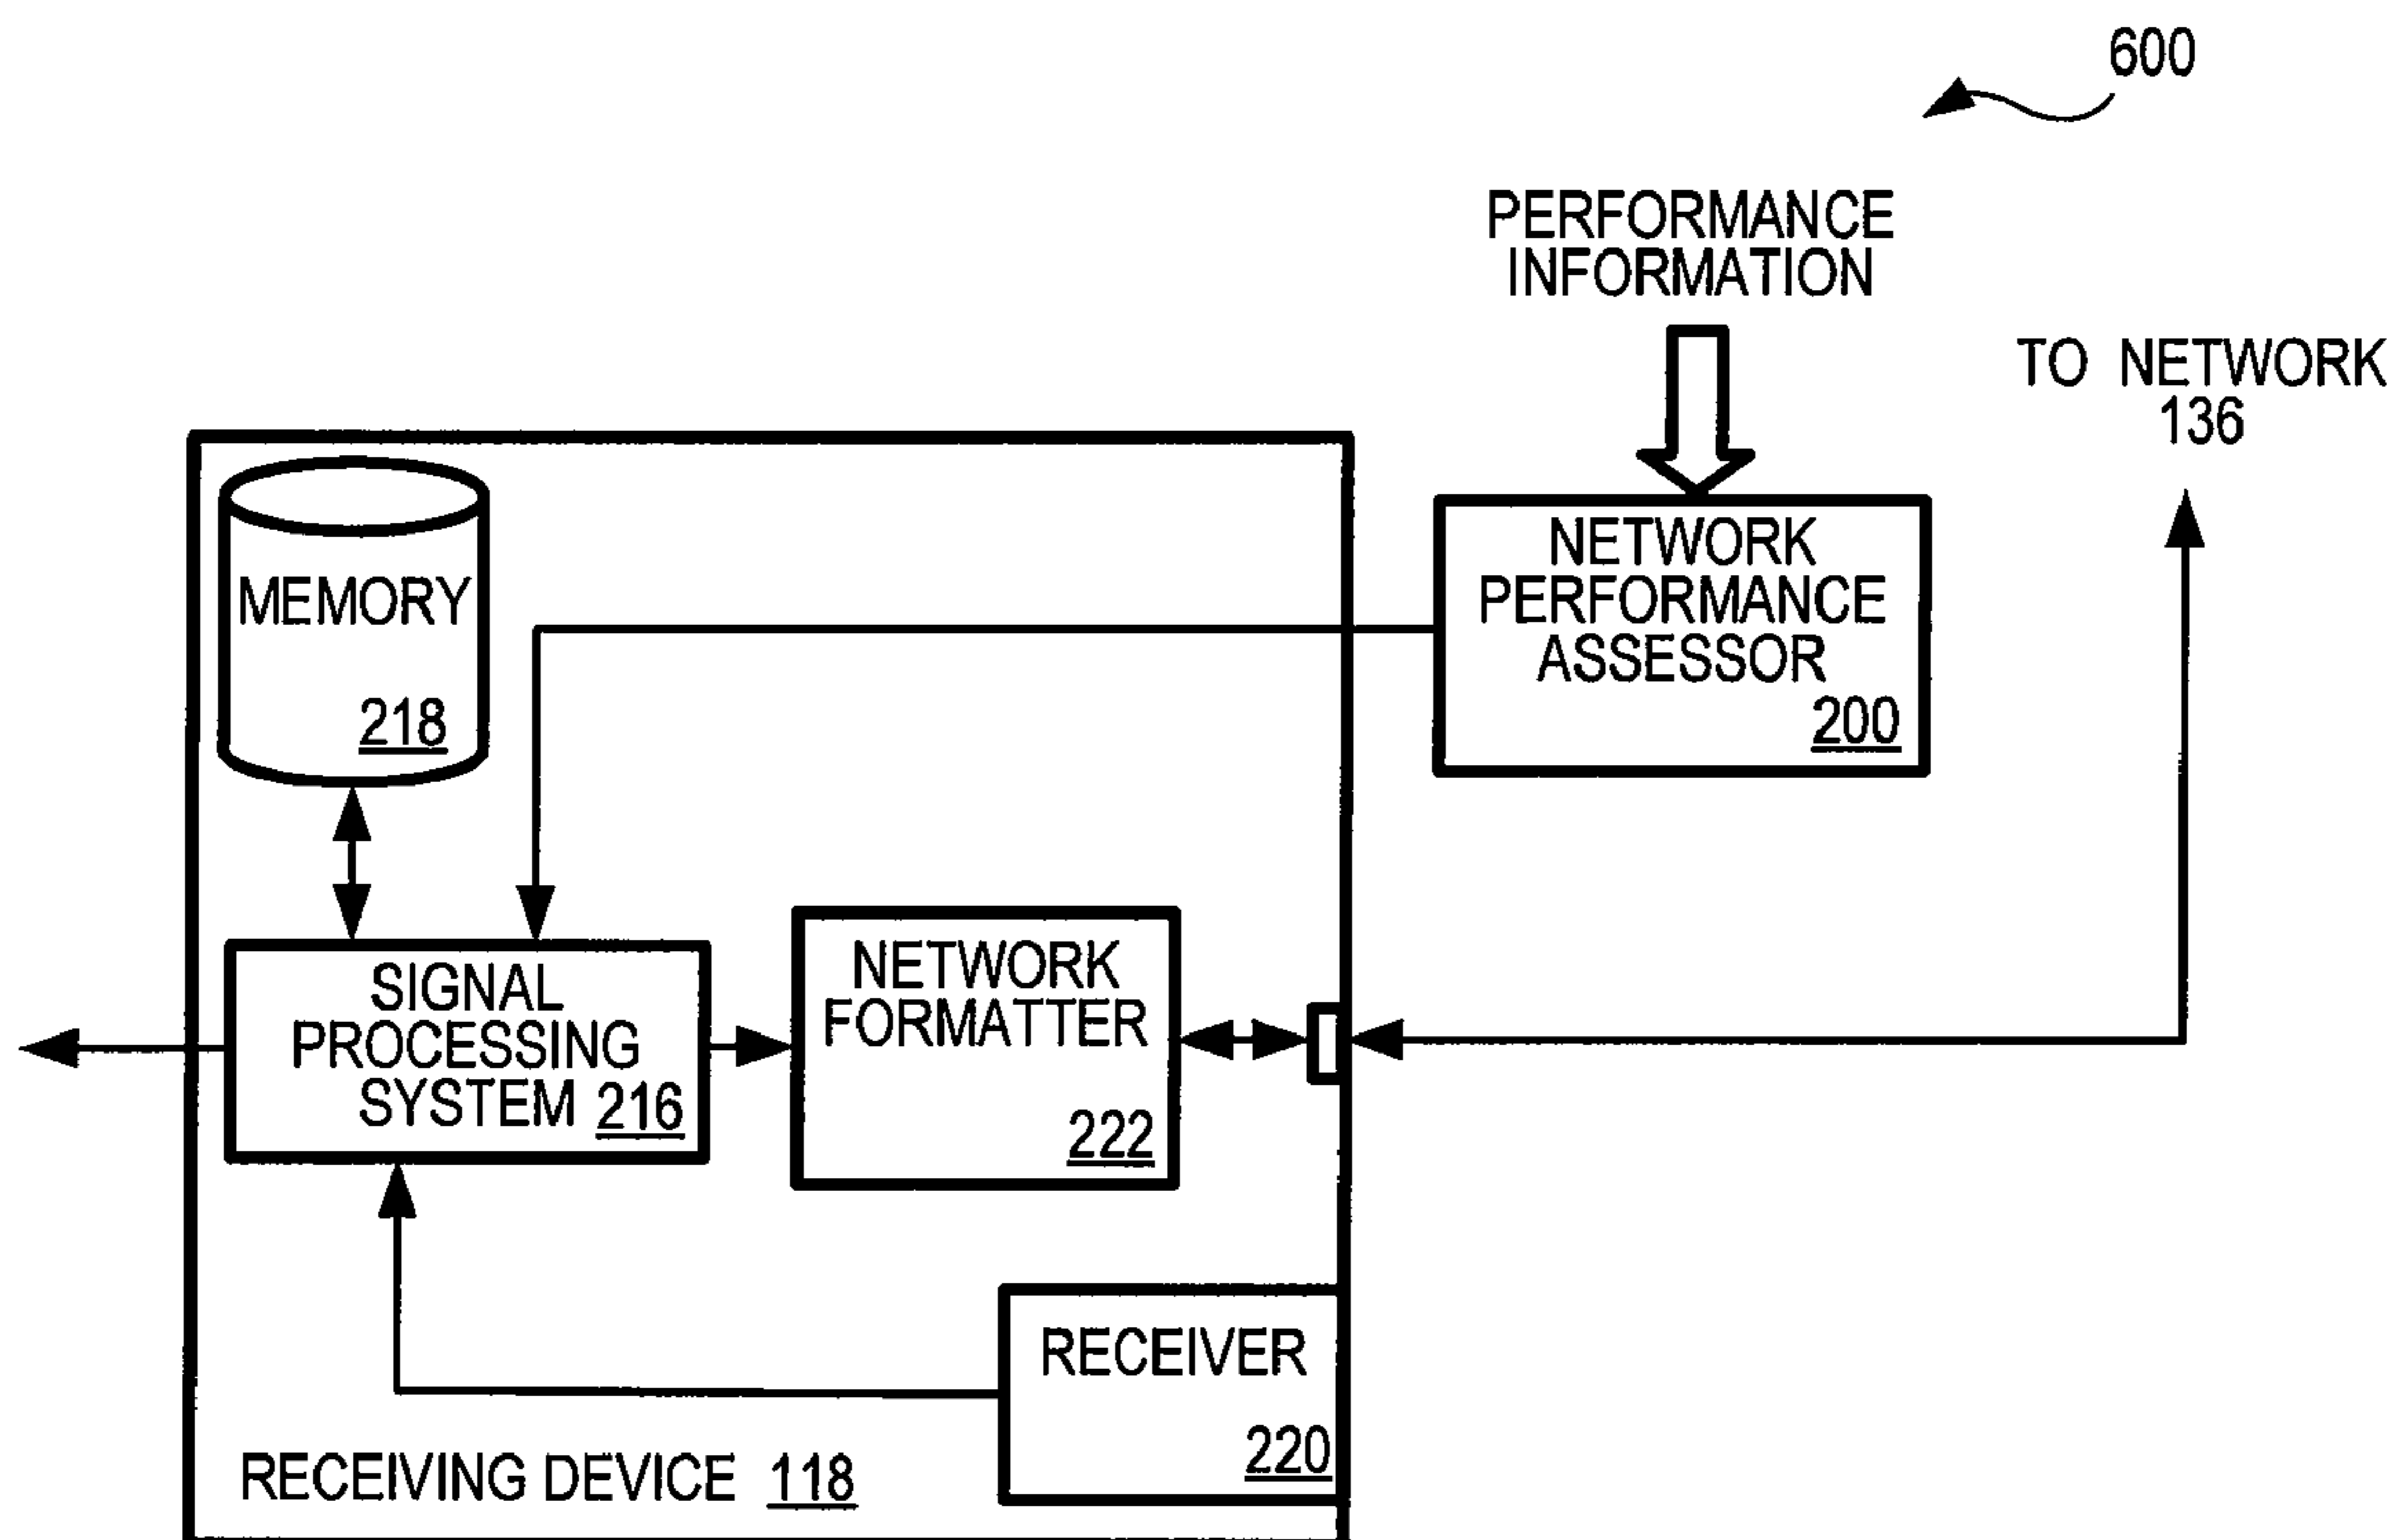 600
PERFORMANCE
INFORMATION
TO NETWORK
136
NETWORK
PERFORMANCE
ASSESSOR
200
MEMORY
218
SIGNAL
PROCESSING
SYSTEM 216
NETWORK
FORMATTER
222
RECEIVER
220
RECEIVING DEVICE 118